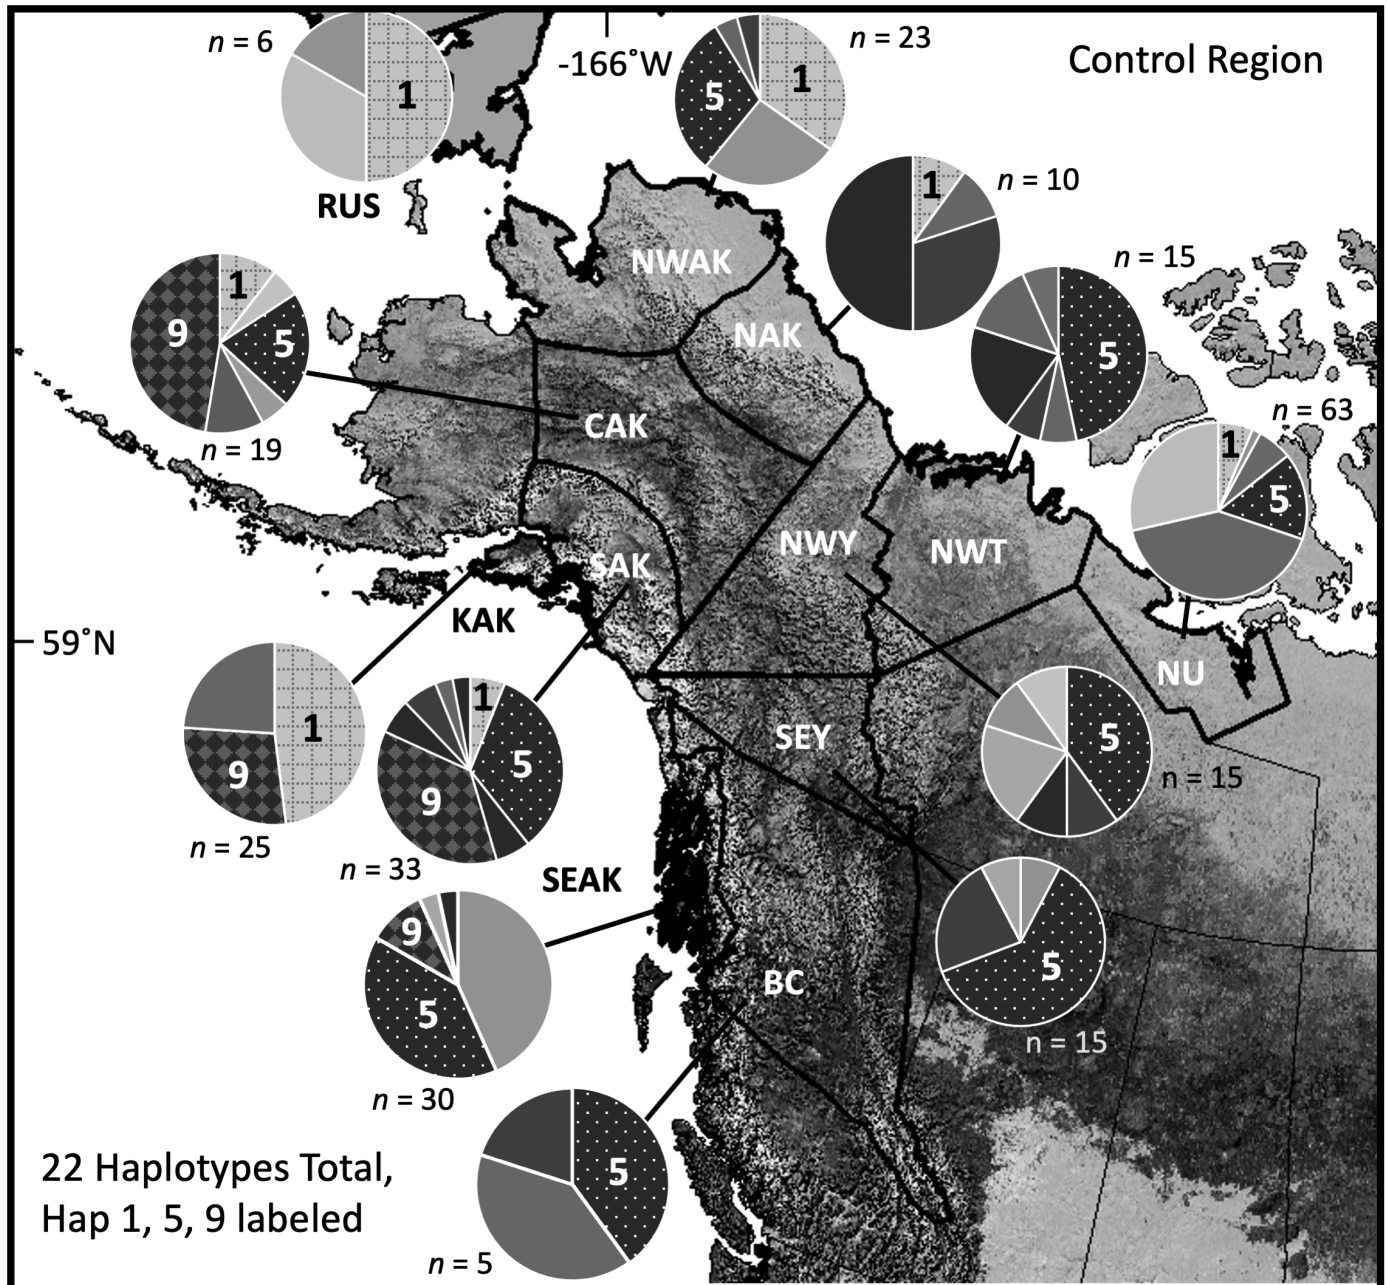 n = 6
-166˚W
n = 23
Control Region
1
1
5
RUS
1
n = 10
n = 15
NWAK
1
9
5
NAK
5
n = 63
1
5
CAK
n = 19
NWY
NWT
SAK
KAK
59˚N
NU
1
9
1
5
9
SEY
5
n = 15
n = 25
n = 33
SEAK
9
5
5
n = 15
BC
n = 30
22 Haplotypes Total,
Hap 1, 5, 9 labeled
5
n = 5